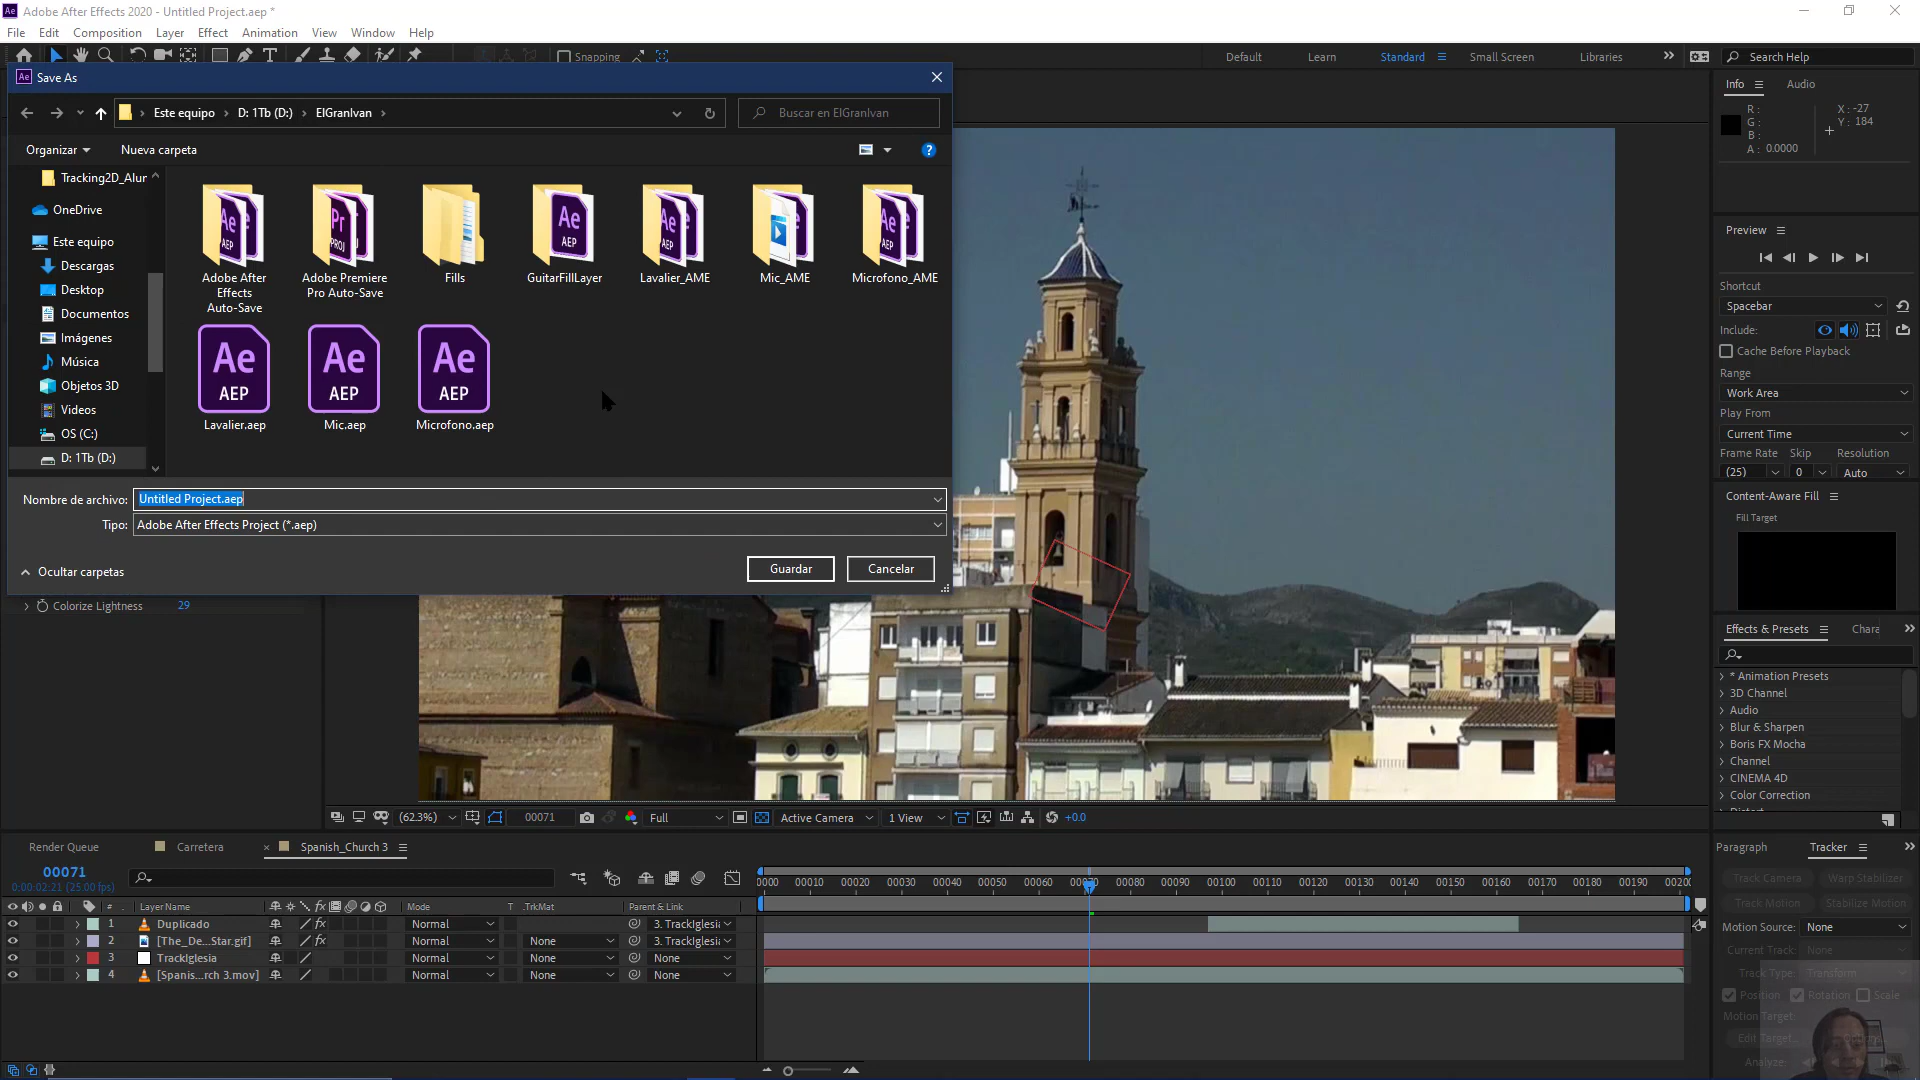 Adobe After Effects 2020 - Untitled Project.aep *
File Edit Composition Layer Effect Animation View Window Help
Snapping
Default Learn Standard Small Screen Libraries
Search Help
Save As
Este equipo › D: 1Tb (D:) › ElGranIvan ›
Buscar en ElGranIvan
Organizar Nueva carpeta
Tracking2D_Alur
OneDrive
Este equipo
Descargas
Desktop
Documentos
Imágenes
Música
Objetos 3D
Videos
OS (C:)
D: 1Tb (D:)
Adobe After Effects Auto-Save
Adobe Premiere Pro Auto-Save
Fills
GuitarFillLayer
Lavalier_AME
Mic_AME
Microfono_AME
Ae AEP
Lavalier.aep
Ae AEP
Mic.aep
Ae AEP
Microfono.aep
Nombre de archivo: Untitled Project.aep
Tipo: Adobe After Effects Project (*.aep)
Ocultar carpetas
Guardar Cancelar
Colorize Lightness 29
Info Audio
R : X : -27
G : Y : 184
B :
A : 0.0000
Preview
Shortcut
Spacebar
Include:
Cache Before Playback
Range
Work Area
Play From
Current Time
Frame Rate Skip Resolution
(25) 0 Auto
Content-Aware Fill
Fill Target
Effects & Presets Chara
* Animation Presets
3D Channel
Audio
Blur & Sharpen
Boris FX Mocha
Channel
CINEMA 4D
Color Correction
(62.3%) 00071 Full Active Camera 1 View +0.0
Render Queue Carretera × Spanish_Church 3
00071
0:00:02:21 (25.00 fps)
0000 00010 00020 00030 00040 00050 00060 00070 00080 00090 00100 00110 00120 00130 00140 00150 00160 00170 00180 00190 0020
# Layer Name Mode T .TrkMat Parent & Link
1 Duplicado Normal 3. TrackIglesi
2 [The_De...Star.gif] Normal None 3. TrackIglesi
3 TrackIglesia Normal None None
4 [Spanis...rch 3.mov] Normal None None
Paragraph Tracker
Track Camera Warp Stabilizer
Track Motion Stabilize Motion
Motion Source: None
Current Track: None
Track Type: Transform
Position Rotation Scale
Motion Target:
Edit Target...
Analyze: